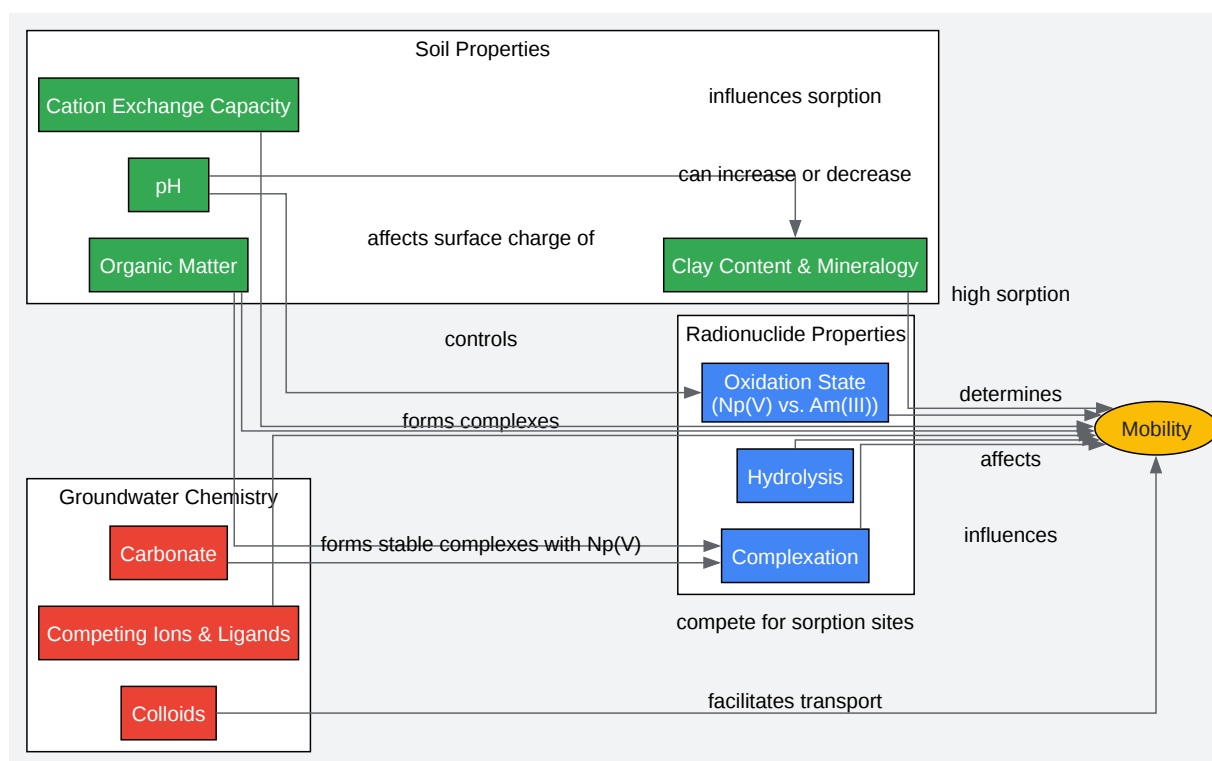 Soil Properties
Cation Exchange Capacity
influences sorption
pH
can increase or decrease
affects surface charge of
Organic Matter
Clay Content & Mineralogy
high sorption
controls
Radionuclide Properties
Oxidation State
(Np(V) vs. Am(III))
determines
forms complexes
Mobility
affects
Hydrolysis
Groundwater Chemistry
Carbonate
forms stable complexes with Np(V)
Complexation
influences
Competing Ions & Ligands
compete for sorption sites
Colloids
facilitates transport